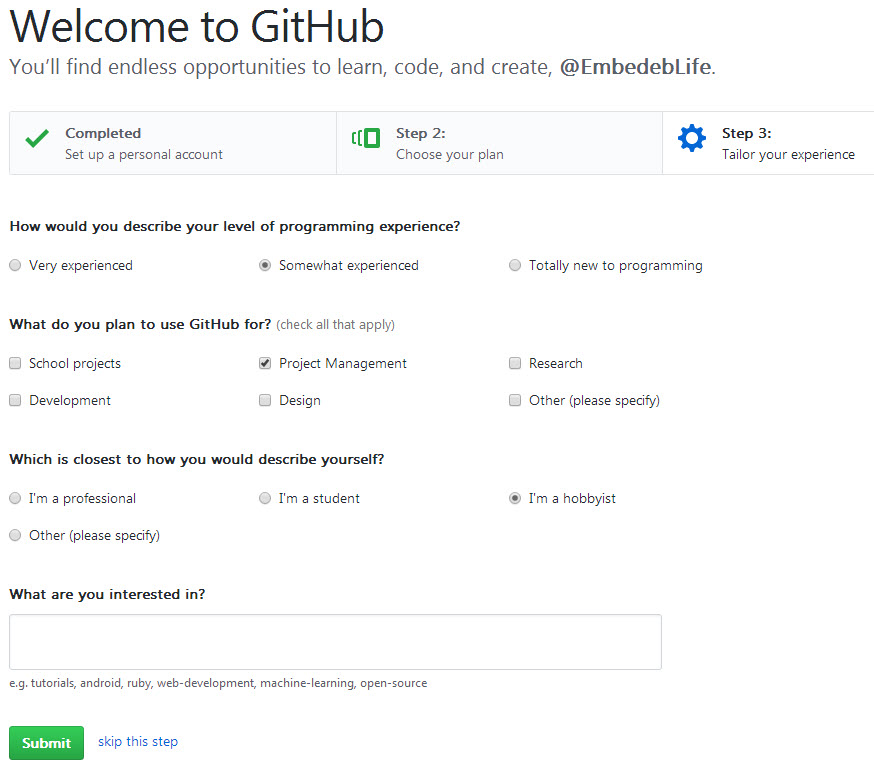 Welcome to GitHub
You’ll find endless opportunities to learn, code, and create, @EmbedebLife.
Completed
Set up a personal account
Step 2:
Choose your plan
Step 3:
Tailor your experience
How would you describe your level of programming experience?
Very experienced Somewhat experienced Totally new to programming
What do you plan to use GitHub for? (check all that apply)
School projects Project Management Research
Development Design Other (please specify)
Which is closest to how you would describe yourself?
I'm a professional I'm a student I'm a hobbyist
Other (please specify)
What are you interested in?
e.g. tutorials, android, ruby, web-development, machine-learning, open-source
Submit skip this step